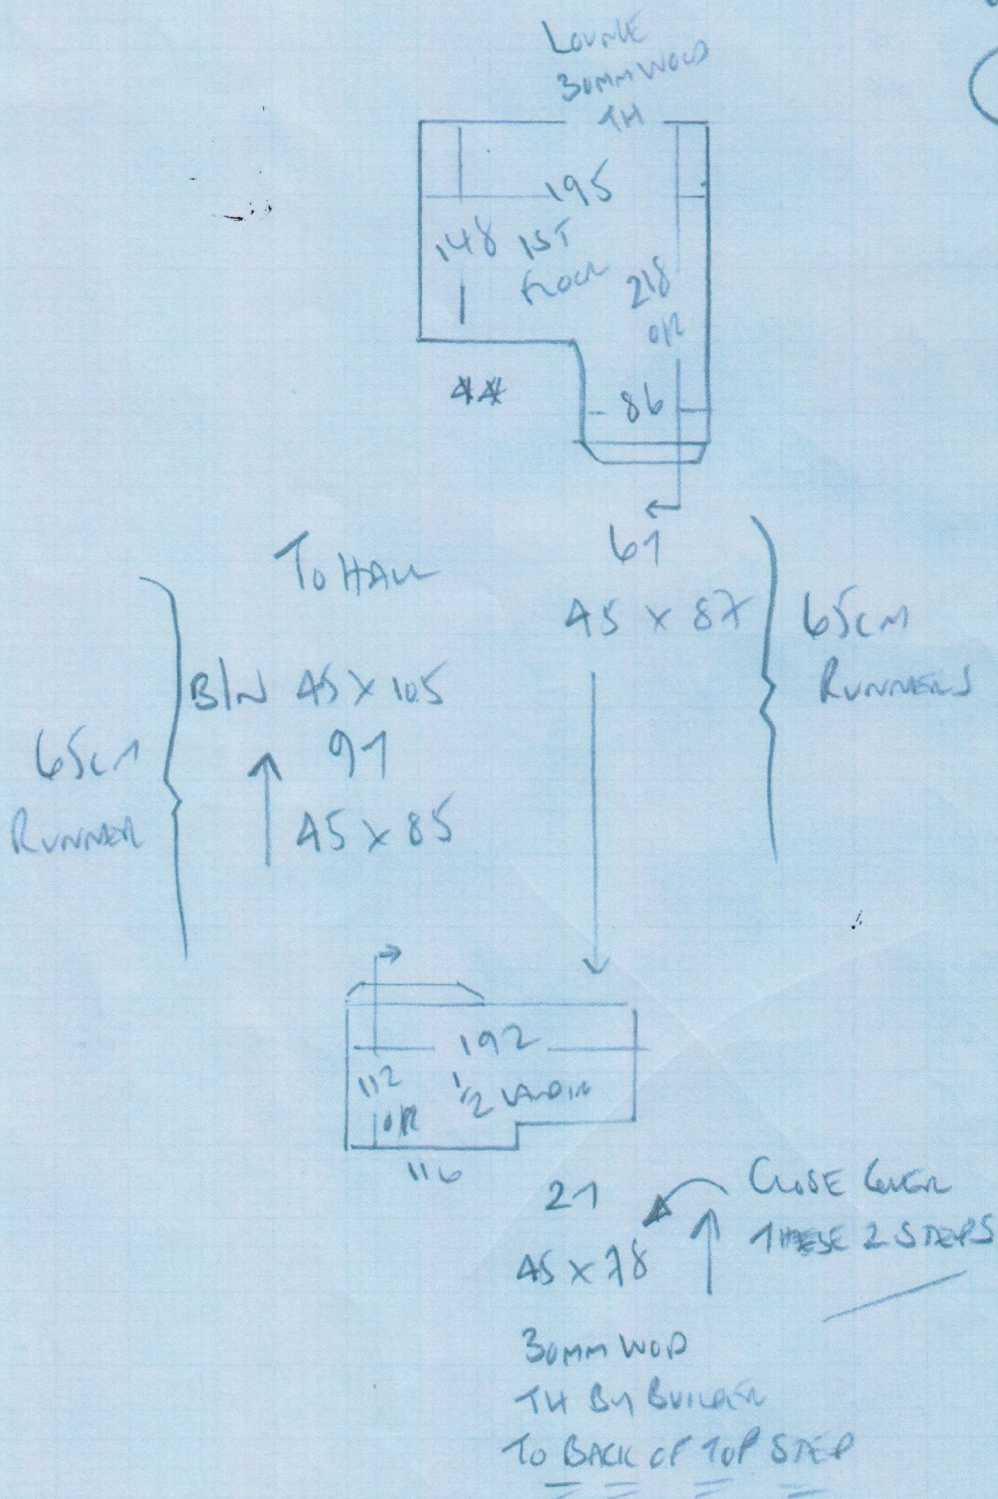 LOUNGE
30MM WOOD
TH
195
148 1ST
FLOOR
218
OR
86
61
TO HALL
45 X 87
65CM
RUNNERS
B/N 45 X 105
91
45 X 85
65CM
RUNNER
192
112
OR
1/2 LANDIN
116
21
CLOSE COVER
THESE 2 STEPS
45 X 78
30MM WOD
TH BY BUILDER
TO BACK OF TOP STEP